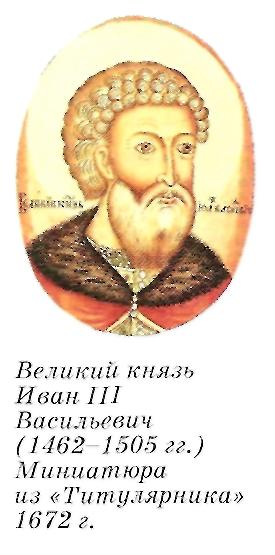 Великий князь
Иван III
Васильевич
(1462–1505 гг.)
Миниатюра
из «Титулярника»
1672 г.